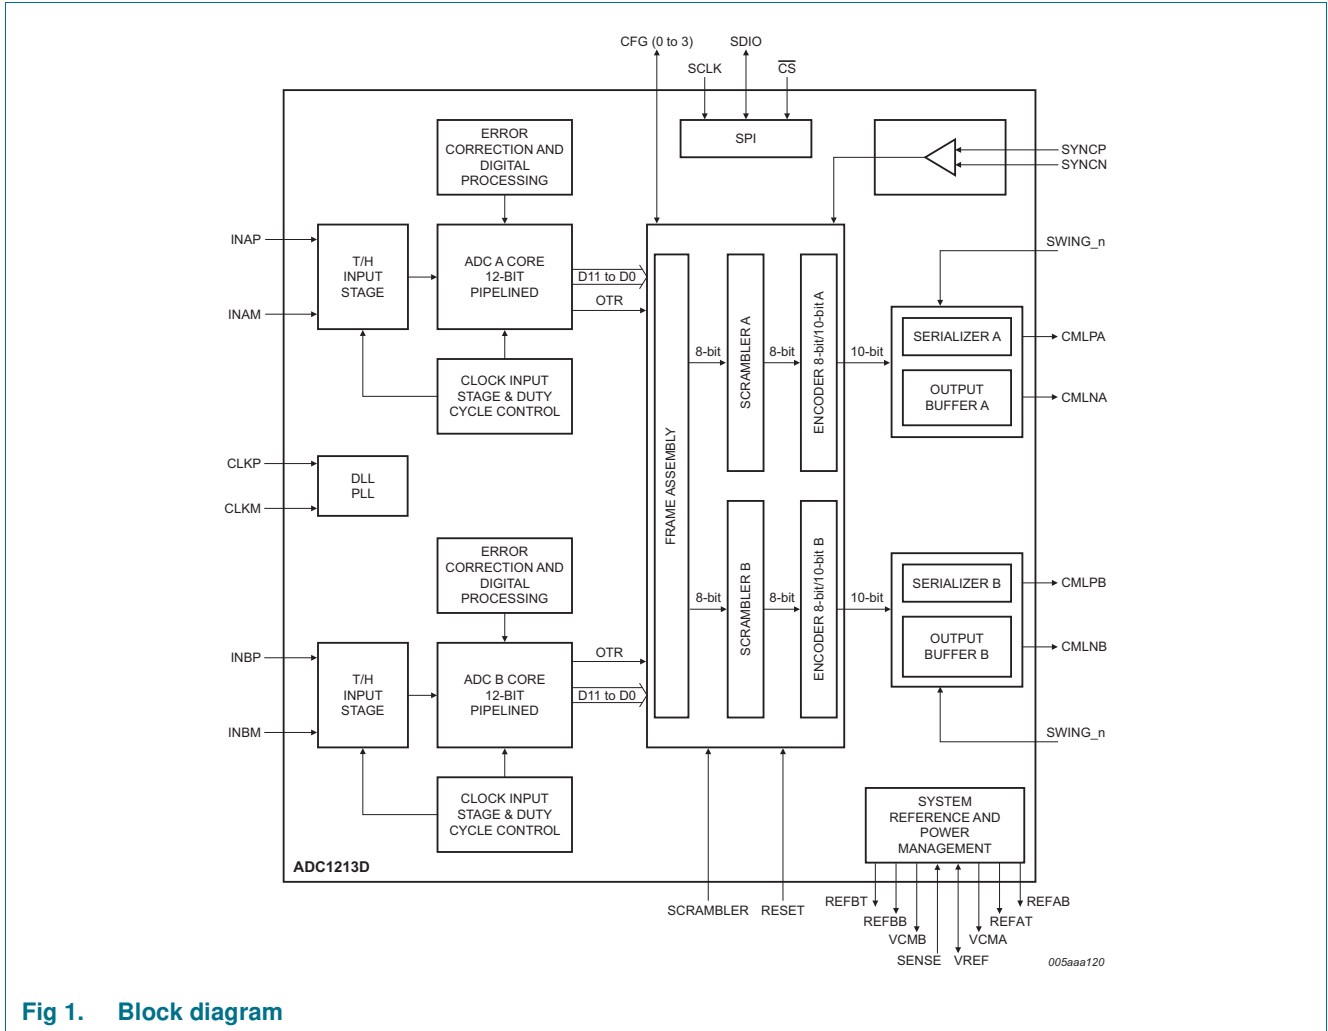 CFG (0 to 3)
SDIO
SCLK
CS
ERROR
CORRECTION AND
DIGITAL
PROCESSING
SPI
SYNCP
SYNCN
INAP
INAM
T/H
INPUT
STAGE
ADC A CORE
12-BIT
PIPELINED
D11 to D0
OTR
SWING_n
FRAME ASSEMBLY
8-bit
SCRAMBLER A
8-bit
ENCODER 8-bit/10-bit A
10-bit
SERIALIZER A
OUTPUT
BUFFER A
CMLPA
CMLNA
CLOCK INPUT
STAGE & DUTY
CYCLE CONTROL
CLKP
CLKM
DLL
PLL
ERROR
CORRECTION AND
DIGITAL
PROCESSING
8-bit
SCRAMBLER B
8-bit
ENCODER 8-bit/10-bit B
10-bit
SERIALIZER B
OUTPUT
BUFFER B
CMLPB
CMLNB
INBP
INBM
T/H
INPUT
STAGE
ADC B CORE
12-BIT
PIPELINED
OTR
D11 to D0
SWING_n
CLOCK INPUT
STAGE & DUTY
CYCLE CONTROL
SYSTEM
REFERENCE AND
POWER
MANAGEMENT
ADC1213D
SCRAMBLER
RESET
REFBT
REFBB
VCMB
SENSE
VREF
VCMA
REFAT
REFAB
005aaa120
Fig 1. Block diagram